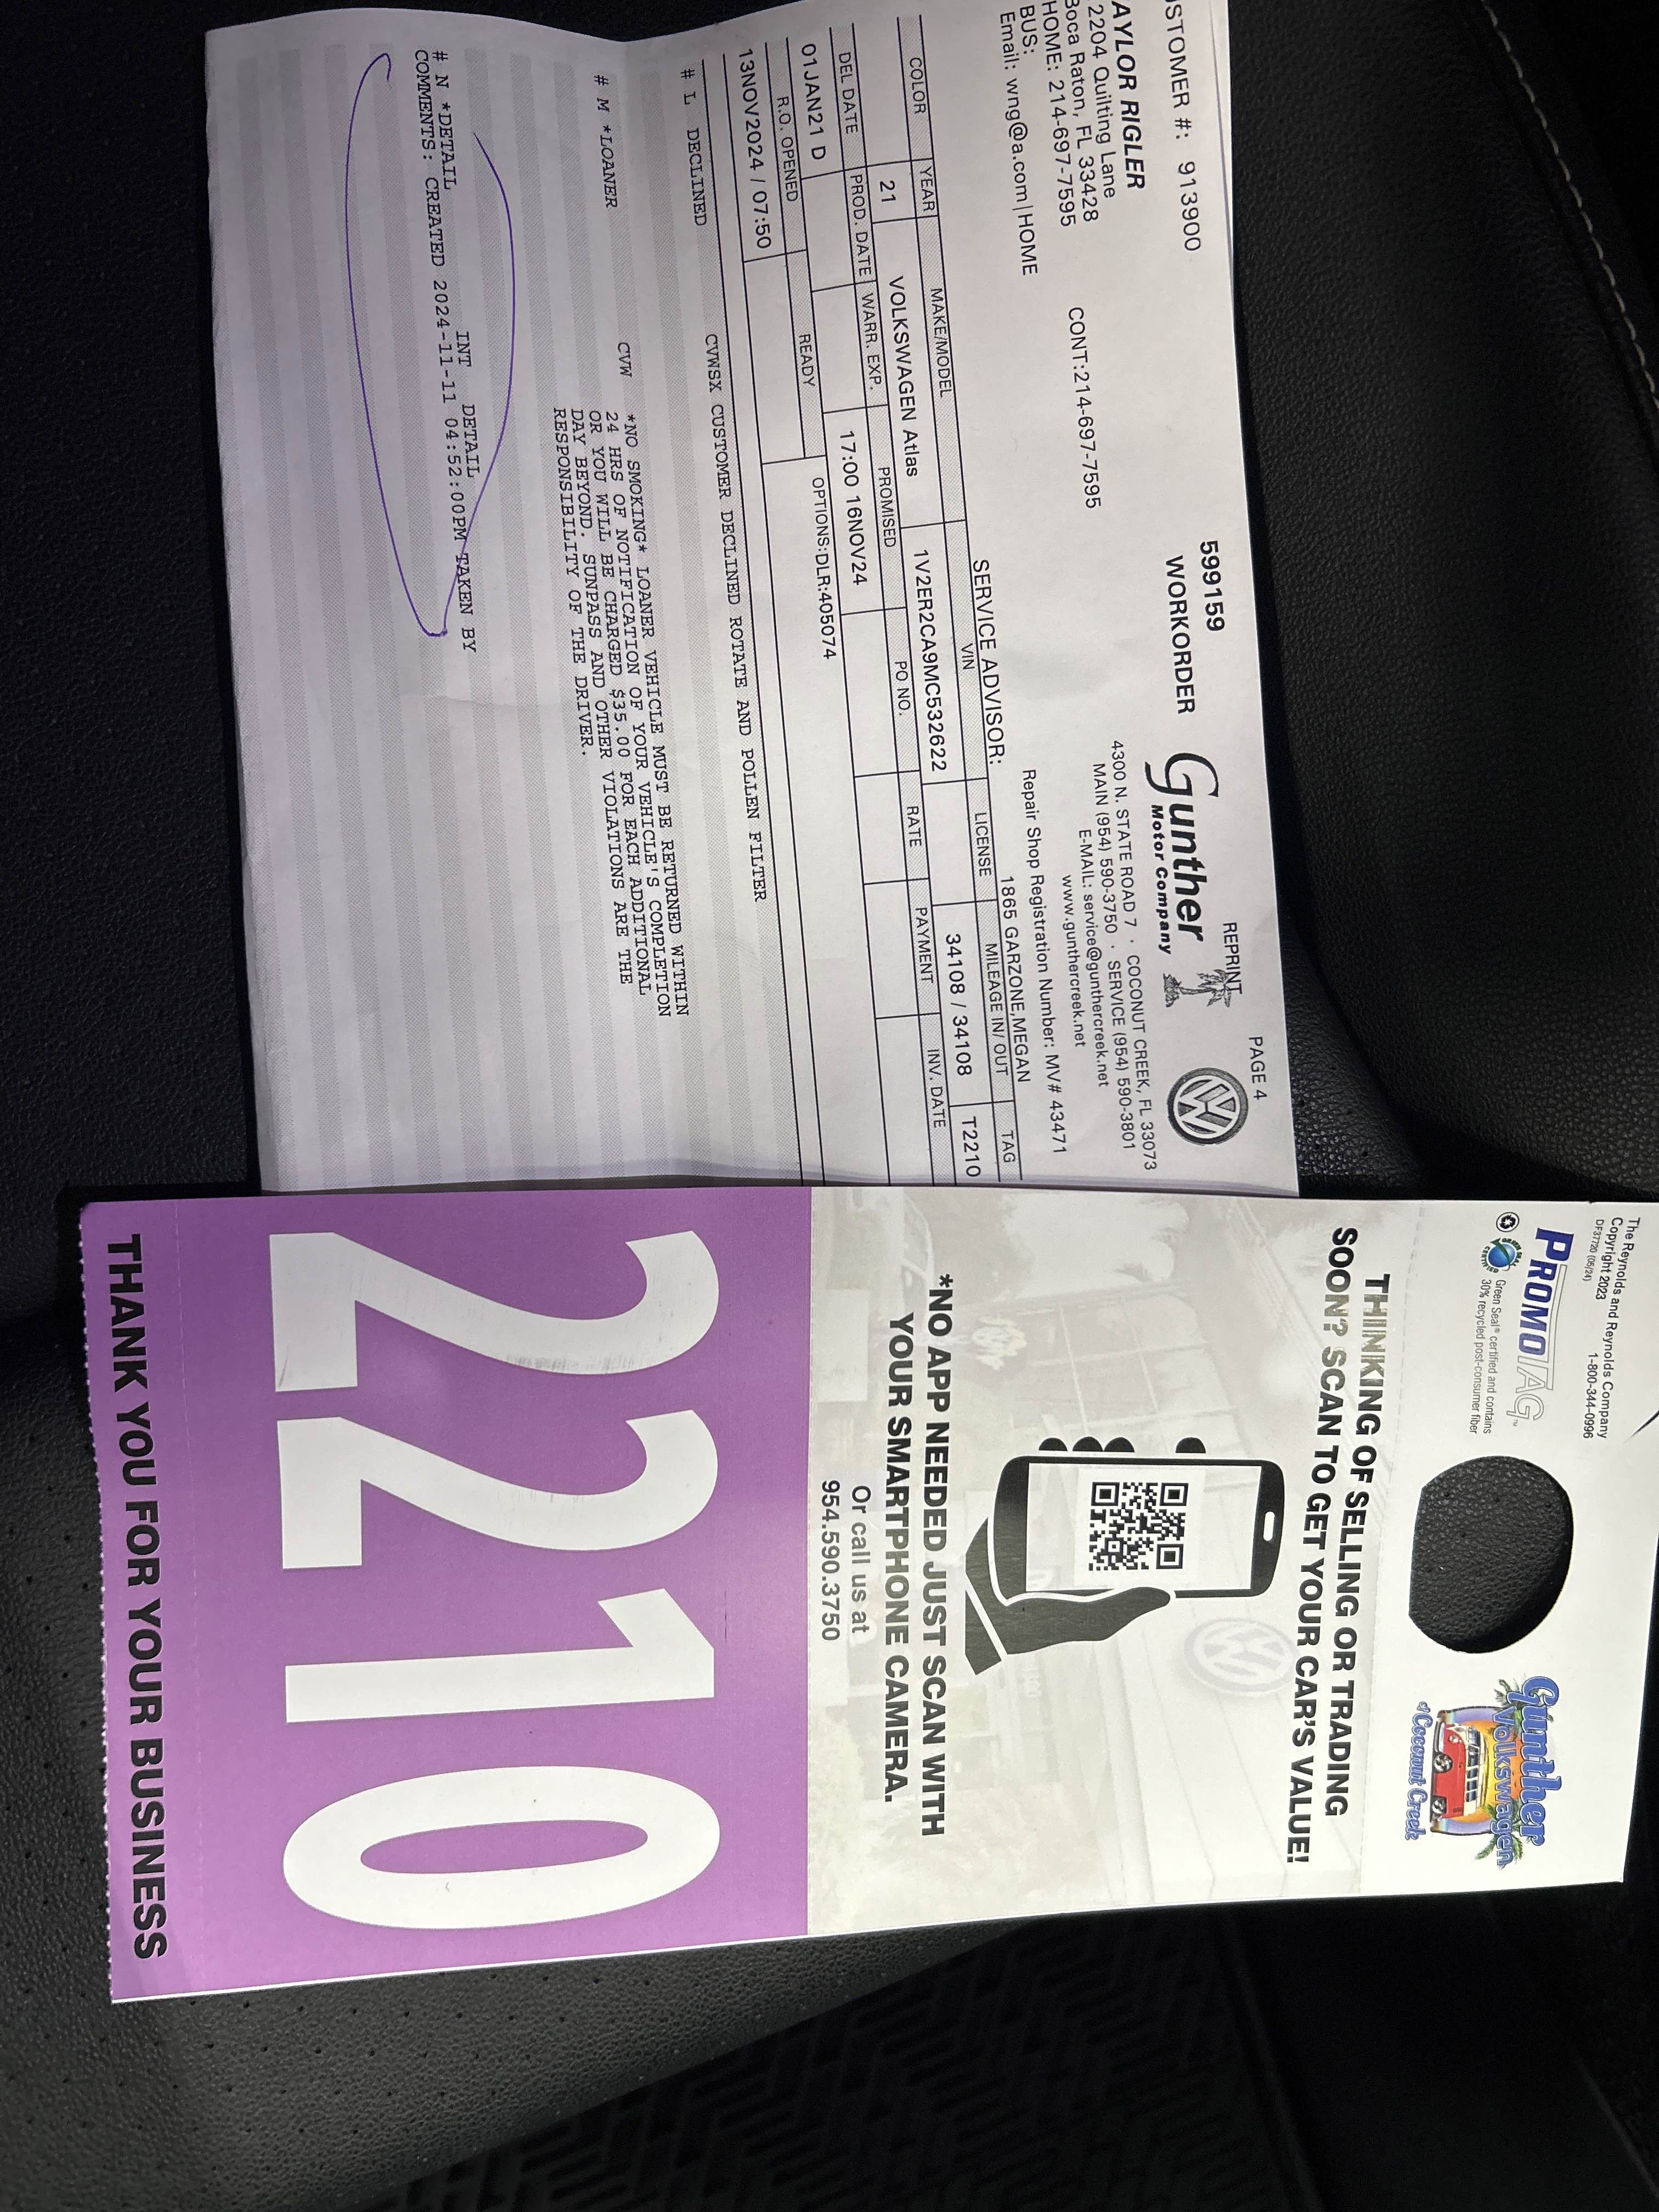 REPRINT
PAGE 4
STOMER #: 913900
599159
WORKORDER
Gunther
Motor Company
AYLOR RIGLER
2204 Quilting Lane
Boca Raton, FL 33428
HOME: 214-697-7595
CONT:214-697-7595
BUS:
Email: wng@a.com|HOME
4300 N. STATE ROAD 7 · COCONUT CREEK, FL 33073
MAIN (954) 590-3750 · SERVICE (954) 590-3801
E-MAIL: service@gunthercreek.net
www.gunthercreek.net
Repair Shop Registration Number: MV# 43471
SERVICE ADVISOR:
1865 GARZONE,MEGAN
COLOR YEAR MAKE/MODEL VIN LICENSE MILEAGE IN/ OUT TAG
21 VOLKSWAGEN Atlas 1V2ER2CA9MC532622 34108 / 34108 T2210
DEL DATE PROD. DATE WARR. EXP. PROMISED PO NO. RATE PAYMENT INV. DATE
01JAN21 D 17:00 16NOV24
R.O. OPENED READY OPTIONS:DLR:405074
13NOV2024 / 07:50
# L DECLINED
CVWSX CUSTOMER DECLINED ROTATE AND POLLEN FILTER
# M *LOANER
CVW *NO SMOKING* LOANER VEHICLE MUST BE RETURNED WITHIN
24 HRS OF NOTIFICATION OF YOUR VEHICLE'S COMPLETION
OR YOU WILL BE CHARGED $35.00 FOR EACH ADDITIONAL
DAY BEYOND. SUNPASS AND OTHER VIOLATIONS ARE THE
RESPONSIBILITY OF THE DRIVER.
# N *DETAIL
INT DETAIL
COMMENTS: CREATED 2024-11-11 04:52:00PM TAKEN BY
The Reynolds and Reynolds Company
Copyright 2023 1-800-344-0996
DF37720 (05/24)
PROMOTAG™
Green Seal® certified and contains
30% recycled post-consumer fiber
Gunther
Volkswagen
of Coconut Creek
THINKING OF SELLING OR TRADING
SOON? SCAN TO GET YOUR CAR'S VALUE!
*NO APP NEEDED JUST SCAN WITH
YOUR SMARTPHONE CAMERA.
Or call us at
954.590.3750
2210
THANK YOU FOR YOUR BUSINESS